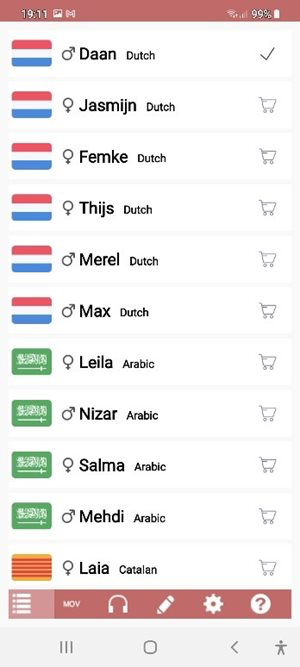 19:11 99%
Daan Dutch
Jasmijn Dutch
Femke Dutch
Thijs Dutch
Merel Dutch
Max Dutch
Leila Arabic
Nizar Arabic
Salma Arabic
Mehdi Arabic
Laia Catalan
MOV ?